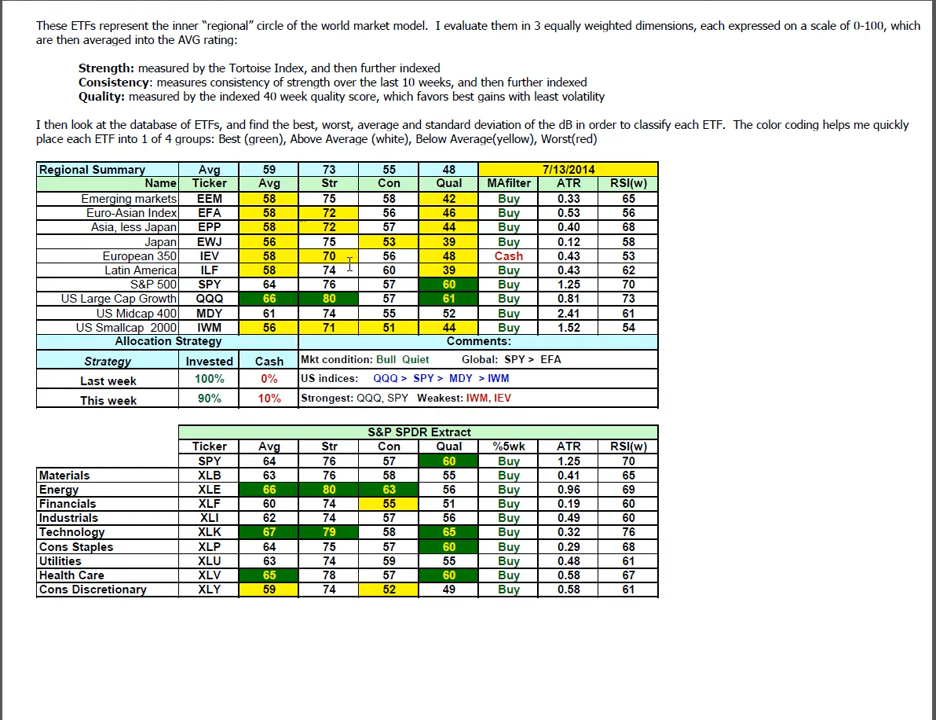 These ETFs represent the inner “regional” circle of the world market model.  I evaluate them in 3 equally weighted dimensions, each expressed on a scale of 0-100, which
are then averaged into the AVG rating:
Strength: measured by the Tortoise Index, and then further indexed
Consistency: measures consistency of strength over the last 10 weeks, and then further indexed
Quality: measured by the indexed 40 week quality score, which favors best gains with least volatility
I then look at the database of ETFs, and find the best, worst, average and standard deviation of the dB in order to classify each ETF.  The color coding helps me quickly
place each ETF into 1 of 4 groups: Best (green), Above Average (white), Below Average(yellow), Worst(red)
Regional Summary Avg 59 73 55 48 7/13/2014
Name Ticker Avg Str Con Qual MAfilter ATR RSI(w)
Emerging markets EEM 58 75 58 42 Buy 0.33 65
Euro-Asian Index EFA 58 72 56 46 Buy 0.53 56
Asia, less Japan EPP 58 72 57 44 Buy 0.40 68
Japan EWJ 56 75 53 39 Buy 0.12 58
European 350 IEV 58 70 56 48 Cash 0.43 53
Latin America ILF 58 74 60 39 Buy 0.43 62
S&P 500 SPY 64 76 57 60 Buy 1.25 70
US Large Cap Growth QQQ 66 80 57 61 Buy 0.81 73
US Midcap 400 MDY 61 74 55 52 Buy 2.41 61
US Smallcap 2000 IWM 56 71 51 44 Buy 1.52 54
Allocation Strategy Comments:
Strategy Invested Cash Mkt condition: Bull Quiet Global: SPY > EFA
Last week 100% 0% US indices: QQQ > SPY > MDY > IWM
This week 90% 10% Strongest: QQQ, SPY Weakest: IWM, IEV
S&P SPDR Extract
Ticker Avg Str Con Qual %5wk ATR RSI(w)
SPY 64 76 57 60 Buy 1.25 70
Materials XLB 63 76 58 55 Buy 0.41 65
Energy XLE 66 80 63 56 Buy 0.96 69
Financials XLF 60 74 55 51 Buy 0.19 60
Industrials XLI 62 74 57 56 Buy 0.49 60
Technology XLK 67 79 58 65 Buy 0.32 76
Cons Staples XLP 64 75 57 60 Buy 0.29 68
Utilities XLU 63 74 59 55 Buy 0.48 61
Health Care XLV 65 78 57 60 Buy 0.58 67
Cons Discretionary XLY 59 74 52 49 Buy 0.58 61